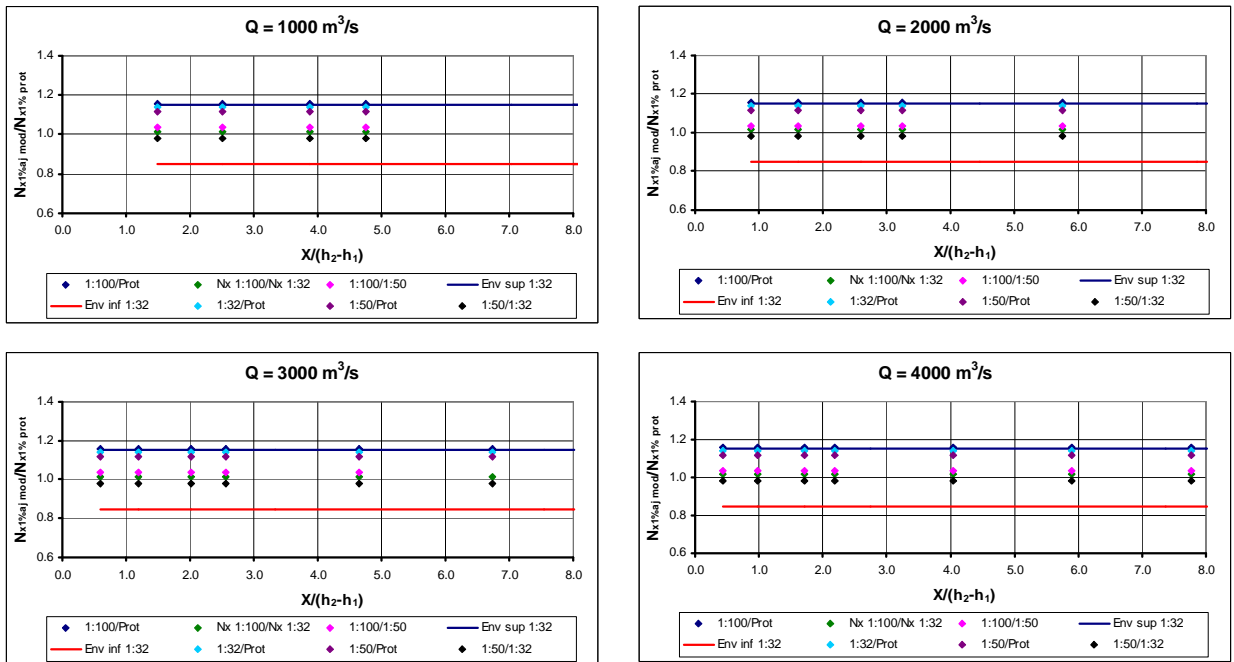 Q = 1000 m³/s
Nx1%aj mod/Nx1% prot
1.4
1.2
1.0
0.8
0.6
0.0 1.0 2.0 3.0 4.0 5.0 6.0 7.0 8.0
X/(h₂-h₁)
1:100/Prot Nx 1:100/Nx 1:32 1:100/1:50 Env sup 1:32
Env inf 1:32 1:32/Prot 1:50/Prot 1:50/1:32
Q = 2000 m³/s
Nx1%aj mod/Nx1% prot
1.4
1.2
1.0
0.8
0.6
0.0 1.0 2.0 3.0 4.0 5.0 6.0 7.0 8.0
X/(h₂-h₁)
1:100/Prot Nx 1:100/Nx 1:32 1:100/1:50 Env sup 1:32
Env inf 1:32 1:32/Prot 1:50/Prot 1:50/1:32
Q = 3000 m³/s
Nx1%aj mod/Nx1% prot
1.4
1.2
1.0
0.8
0.6
0.0 1.0 2.0 3.0 4.0 5.0 6.0 7.0 8.0
X/(h₂-h₁)
1:100/Prot Nx 1:100/Nx 1:32 1:100/1:50 Env sup 1:32
Env inf 1:32 1:32/Prot 1:50/Prot 1:50/1:32
Q = 4000 m³/s
Nx1%aj mod/Nx1% prot
1.4
1.2
1.0
0.8
0.6
0.0 1.0 2.0 3.0 4.0 5.0 6.0 7.0 8.0
X/(h₂-h₁)
1:100/Prot Nx 1:100/Nx 1:32 1:100/1:50 Env sup 1:32
Env inf 1:32 1:32/Prot 1:50/Prot 1:50/1:32